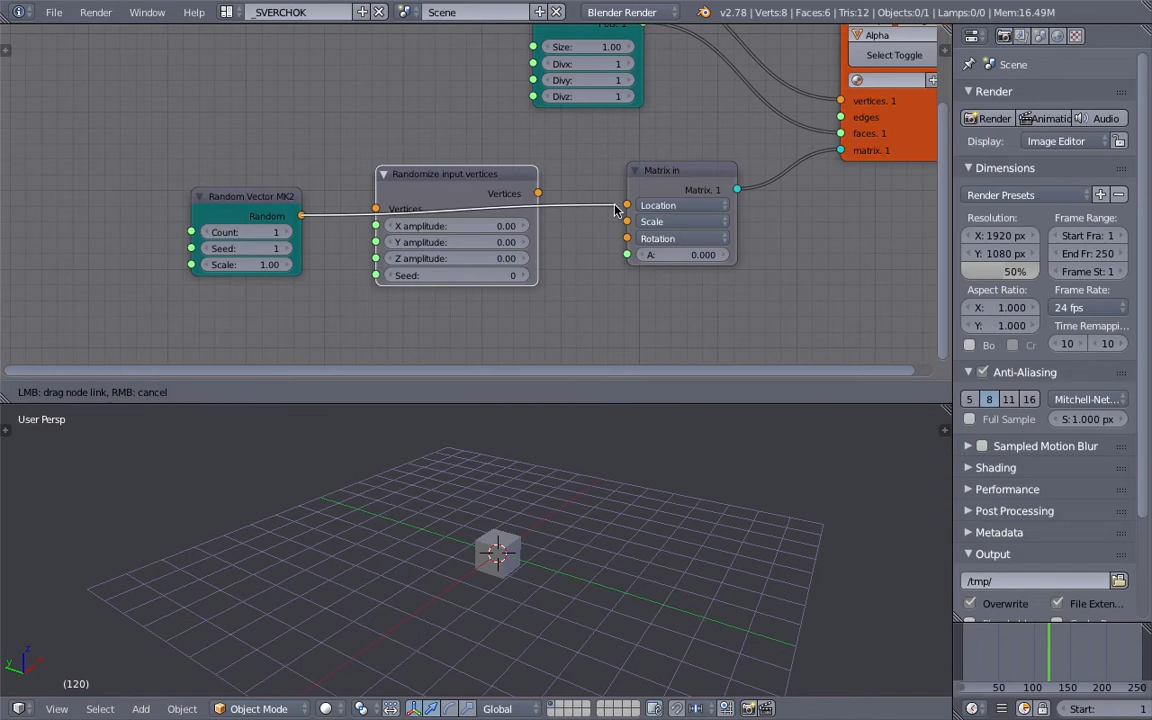 File Render Window Help _SVERCHOK Scene Blender Render v2.78 | Verts:8 | Faces:6 | Tris:12 | Objects:0/1 | Lamps:0/0 | Mem:16.49M
Size: 1.00
Divx: 1
Divy: 1
Divz: 1
Alpha
Select Toggle
vertices. 1
edges
faces. 1
matrix. 1
Random Vector MK2
Random
Count: 1
Seed: 1
Scale: 1.00
Randomize input vertices
Vertices
Vertices
X amplitude: 0.00
Y amplitude: 0.00
Z amplitude: 0.00
Seed: 0
Matrix in
Matrix. 1
Location
Scale
Rotation
A: 0.000
LMB: drag node link, RMB: cancel
User Persp
(120)
View Select Add Object Object Mode Global
Scene
Render
Render Animatic Audio
Display: Image Editor
Dimensions
Render Presets
Resolution: Frame Range:
X: 1920 px Start Fra: 1
Y: 1080 px End Fr: 250
50% Frame St: 1
Aspect Ratio: Frame Rate:
X: 1.000 24 fps
Y: 1.000 Time Remappi...
Bo Cr 10 10
Anti-Aliasing
5 8 11 16 Mitchell-Net...
Full Sample S:1.000 px
Sampled Motion Blur
Shading
Performance
Post Processing
Metadata
Output
/tmp/
Overwrite File Exten...
50 100 150 200 250
Start: 1